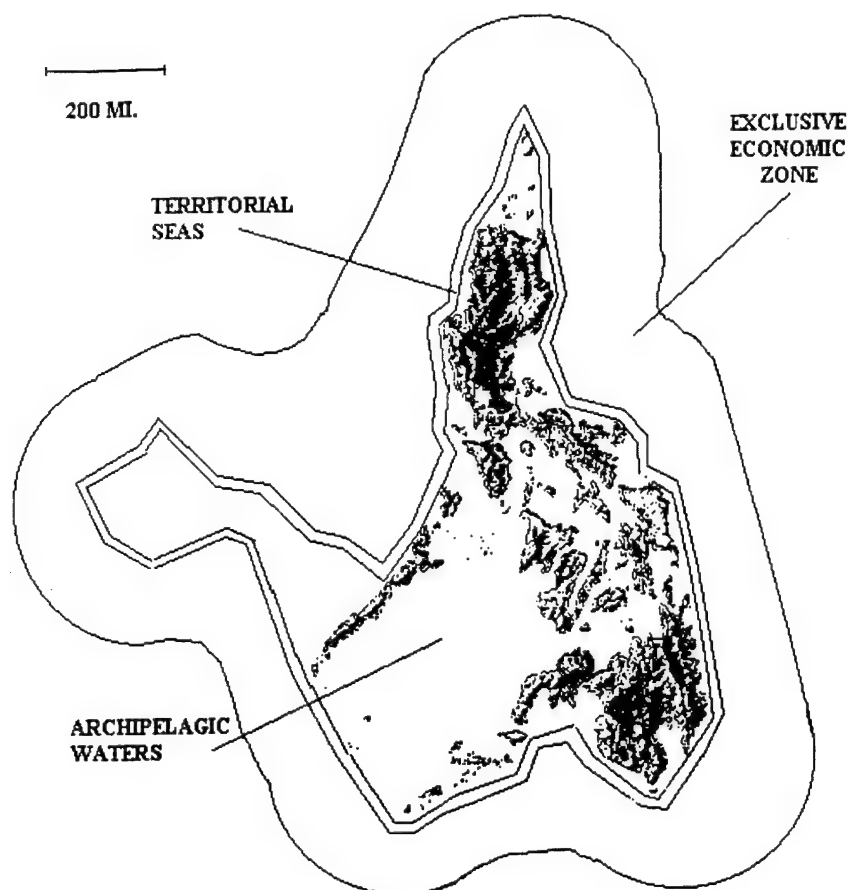 200 MI.
EXCLUSIVE
ECONOMIC
ZONE
TERRITORIAL
SEAS
ARCHIPELAGIC
WATERS